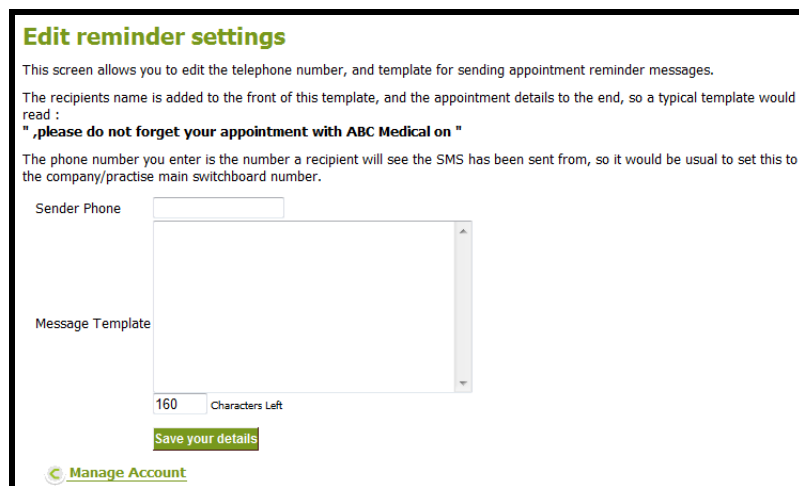 Edit reminder settings
This screen allows you to edit the telephone number, and template for sending appointment reminder messages.
The recipients name is added to the front of this template, and the appointment details to the end, so a typical template would
read :
" ,please do not forget your appointment with ABC Medical on "
The phone number you enter is the number a recipient will see the SMS has been sent from, so it would be usual to set this to
the company/practise main switchboard number.
Sender Phone
Message Template
160 Characters Left
Save your details
Manage Account